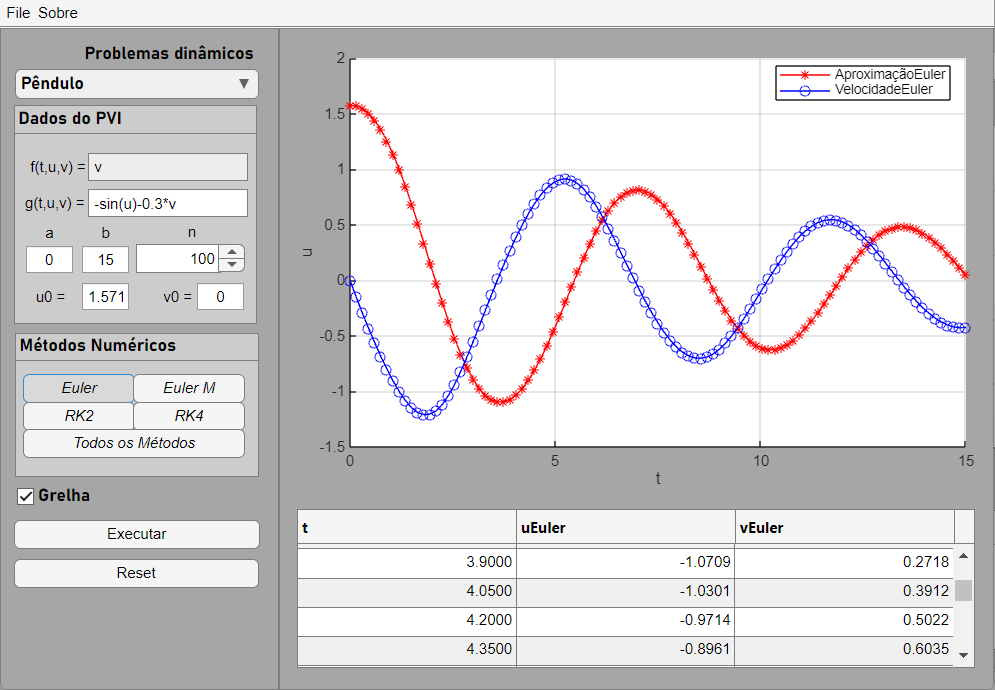 File Sobre
Problemas dinâmicos
Pêndulo
Dados do PVI
f(t,u,v) = v
g(t,u,v) = -sin(u)-0.3*v
a b n
0 15 100
u0 = 1.571 v0 = 0
Métodos Numéricos
Euler Euler M
RK2 RK4
Todos os Métodos
Grelha
Executar
Reset
2
1.5
1
0.5
0
-0.5
-1
-1.5
u
0 5 10 15
t
AproximaçãoEuler
VelocidadeEuler
t uEuler vEuler
3.9000 -1.0709 0.2718
4.0500 -1.0301 0.3912
4.2000 -0.9714 0.5022
4.3500 -0.8961 0.6035